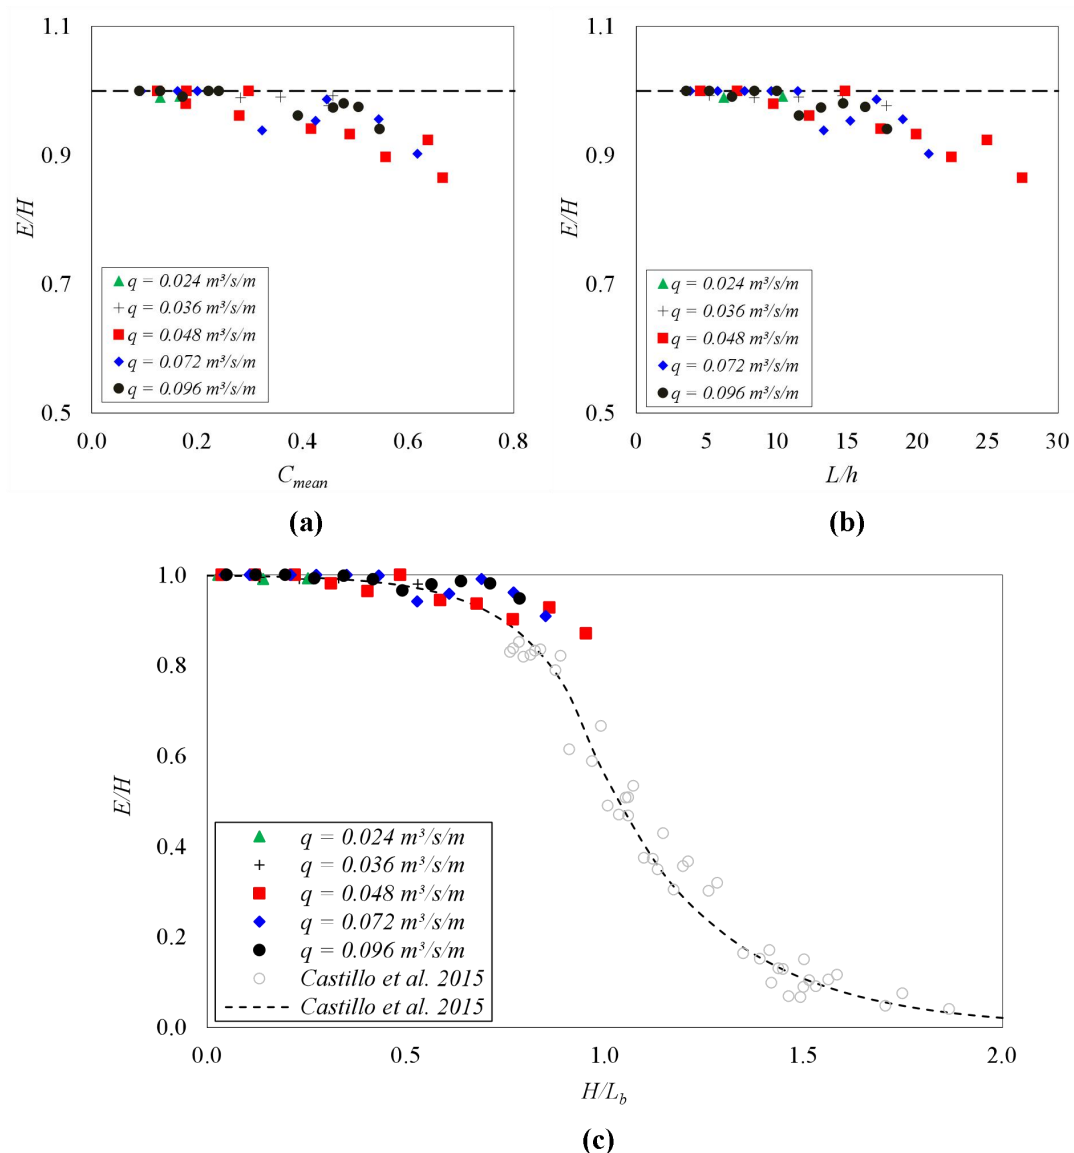 1.1
0.9
0.7
0.5
E/H
q = 0.024 m³/s/m
q = 0.036 m³/s/m
q = 0.048 m³/s/m
q = 0.072 m³/s/m
q = 0.096 m³/s/m
0.0 0.2 0.4 0.6 0.8
C_mean
(a)
1.1
0.9
0.7
0.5
E/H
q = 0.024 m³/s/m
q = 0.036 m³/s/m
q = 0.048 m³/s/m
q = 0.072 m³/s/m
q = 0.096 m³/s/m
0 5 10 15 20 25 30
L/h
(b)
1.0
0.8
0.6
0.4
0.2
0.0
E/H
q = 0.024 m³/s/m
q = 0.036 m³/s/m
q = 0.048 m³/s/m
q = 0.072 m³/s/m
q = 0.096 m³/s/m
Castillo et al. 2015
Castillo et al. 2015
0.0 0.5 1.0 1.5 2.0
H/L_b
(c)